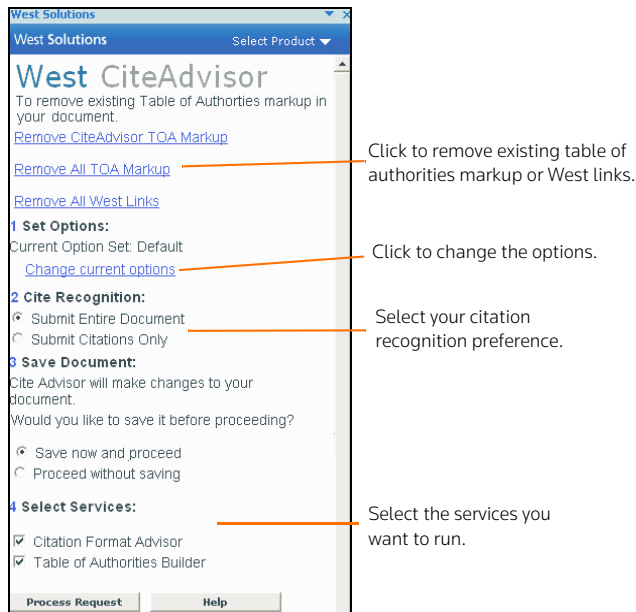 West Solutions
West Solutions Select Product
West CiteAdvisor
To remove existing Table of Authorties markup in
your document.
Remove CiteAdvisor TOA Markup
Remove All TOA Markup
Remove All West Links
1 Set Options:
Current Option Set: Default
Change current options
2 Cite Recognition:
Submit Entire Document
Submit Citations Only
3 Save Document:
Cite Advisor will make changes to your
document.
Would you like to save it before proceeding?
Save now and proceed
Proceed without saving
4 Select Services:
Citation Format Advisor
Table of Authorities Builder
Process Request Help
Click to remove existing table of
authorities markup or West links.
Click to change the options.
Select your citation
recognition preference.
Select the services you
want to run.